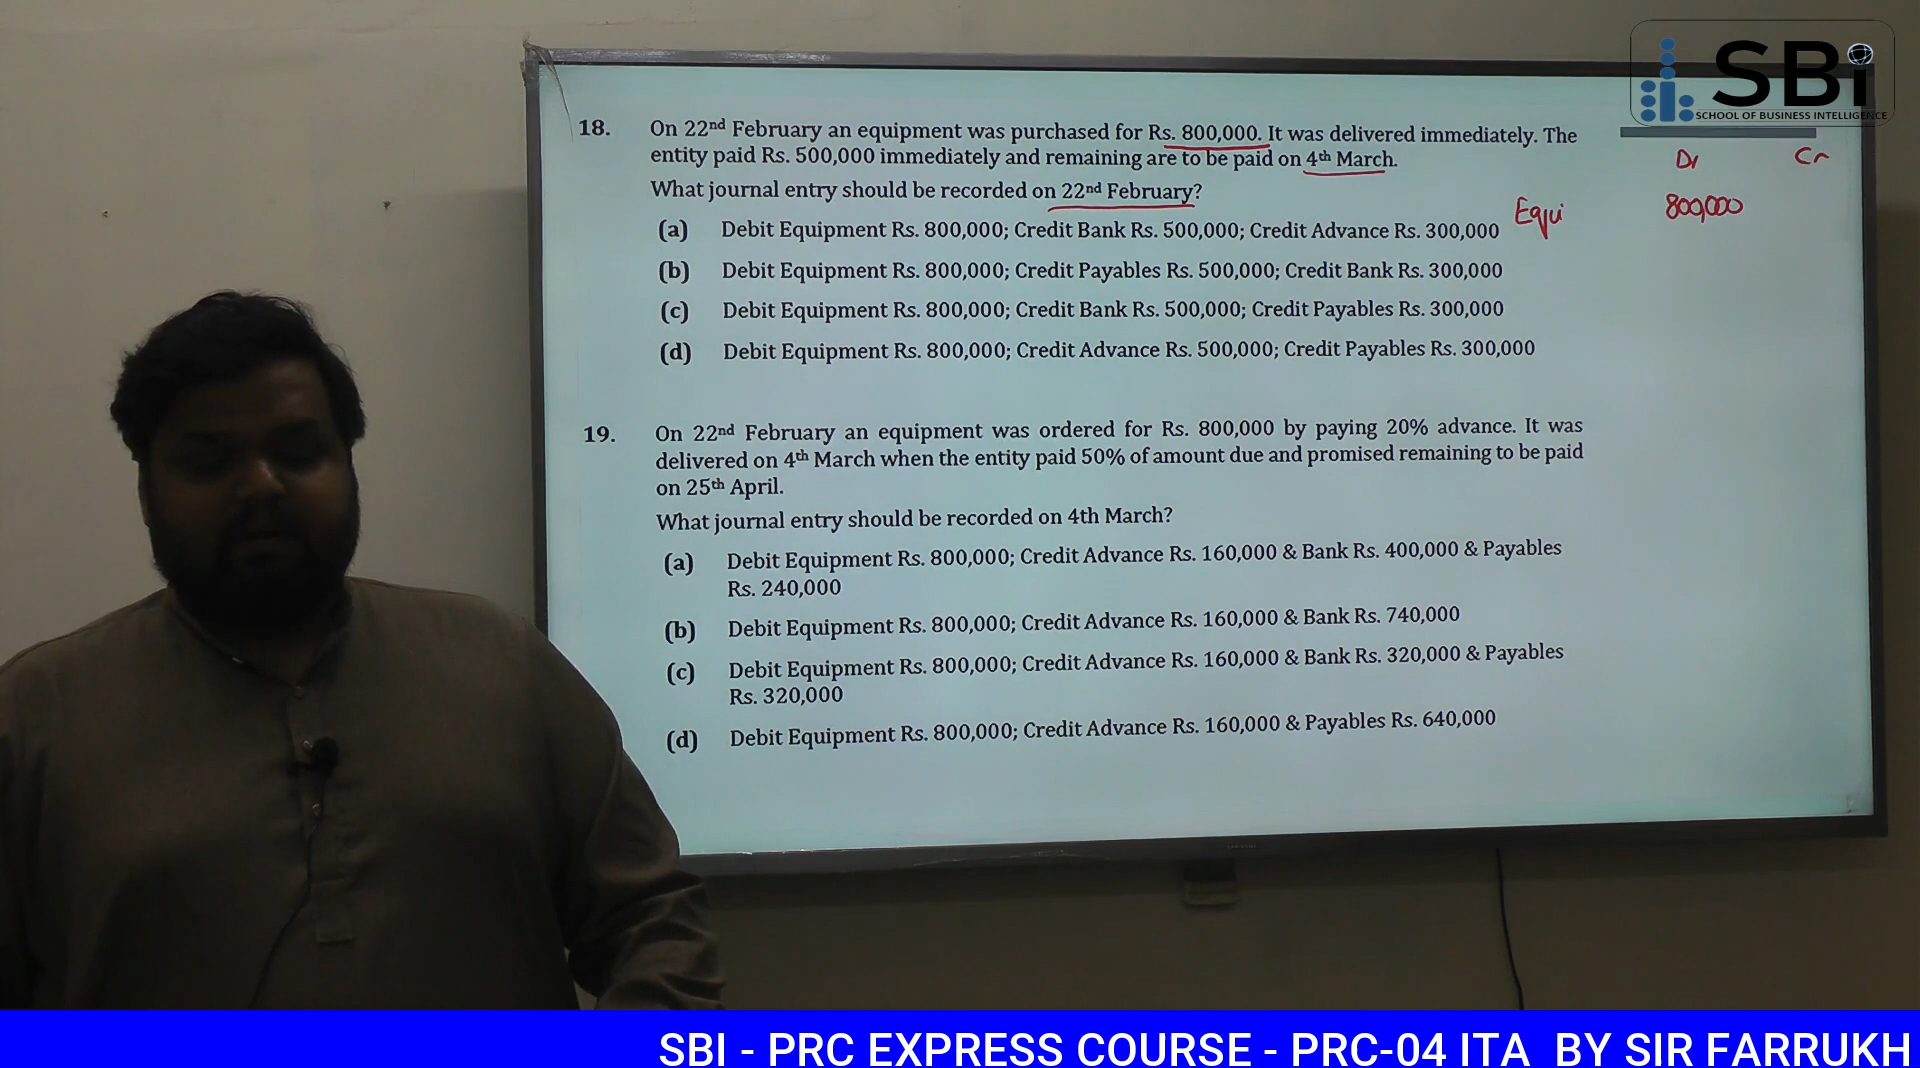 SBi
SCHOOL OF BUSINESS INTELLIGENCE
18. On 22nd February an equipment was purchased for Rs. 800,000. It was delivered immediately. The
entity paid Rs. 500,000 immediately and remaining are to be paid on 4th March.
What journal entry should be recorded on 22nd February?
(a) Debit Equipment Rs. 800,000; Credit Bank Rs. 500,000; Credit Advance Rs. 300,000
(b) Debit Equipment Rs. 800,000; Credit Payables Rs. 500,000; Credit Bank Rs. 300,000
(c) Debit Equipment Rs. 800,000; Credit Bank Rs. 500,000; Credit Payables Rs. 300,000
(d) Debit Equipment Rs. 800,000; Credit Advance Rs. 500,000; Credit Payables Rs. 300,000
Dr Cr
Equi 800,000
19. On 22nd February an equipment was ordered for Rs. 800,000 by paying 20% advance. It was
delivered on 4th March when the entity paid 50% of amount due and promised remaining to be paid
on 25th April.
What journal entry should be recorded on 4th March?
(a) Debit Equipment Rs. 800,000; Credit Advance Rs. 160,000 & Bank Rs. 400,000 & Payables
Rs. 240,000
(b) Debit Equipment Rs. 800,000; Credit Advance Rs. 160,000 & Bank Rs. 740,000
(c) Debit Equipment Rs. 800,000; Credit Advance Rs. 160,000 & Bank Rs. 320,000 & Payables
Rs. 320,000
(d) Debit Equipment Rs. 800,000; Credit Advance Rs. 160,000 & Payables Rs. 640,000
SBI - PRC EXPRESS COURSE - PRC-04 ITA BY SIR FARRUKH